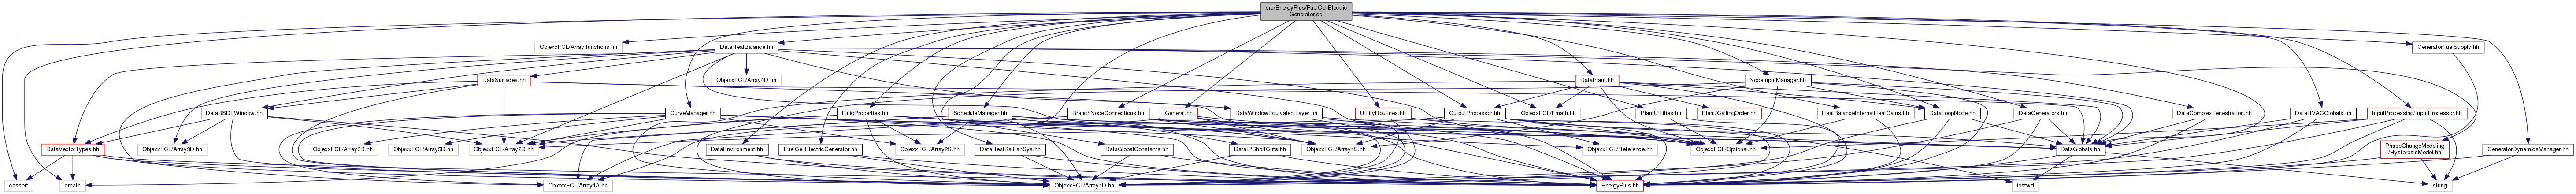 src/EnergyPlus/FuelCellElectric
Generator.cc
ObjexxFCL/Array.functions.hh
DataHeatBalance.hh
GeneratorFuelSupply.hh
DataSurfaces.hh
ObjexxFCL/Array4D.hh
DataPlant.hh
NodeInputManager.hh
DataBSDFWindow.hh
CurveManager.hh
FluidProperties.hh
ScheduleManager.hh
BranchNodeConnections.hh
General.hh
DataWindowEquivalentLayer.hh
UtilityRoutines.hh
OutputProcessor.hh
ObjexxFCL/Fmath.hh
PlantUtilities.hh
Plant/CallingOrder.hh
HeatBalanceInternalHeatGains.hh
DataLoopNode.hh
DataGenerators.hh
DataComplexFenestration.hh
DataHVACGlobals.hh
InputProcessing/InputProcessor.hh
DataVectorTypes.hh
ObjexxFCL/Array3D.hh
ObjexxFCL/Array6D.hh
ObjexxFCL/Array5D.hh
ObjexxFCL/Array2D.hh
DataEnvironment.hh
FuelCellElectricGenerator.hh
ObjexxFCL/Array2S.hh
DataHeatBalFanSys.hh
DataGlobalConstants.hh
DataIPShortCuts.hh
ObjexxFCL/Array1S.hh
ObjexxFCL/Reference.hh
ObjexxFCL/Optional.hh
DataGlobals.hh
PhaseChangeModeling
/HysteresisModel.hh
GeneratorDynamicsManager.hh
cassert
cmath
ObjexxFCL/Array1A.hh
ObjexxFCL/Array1D.hh
EnergyPlus.hh
iosfwd
string